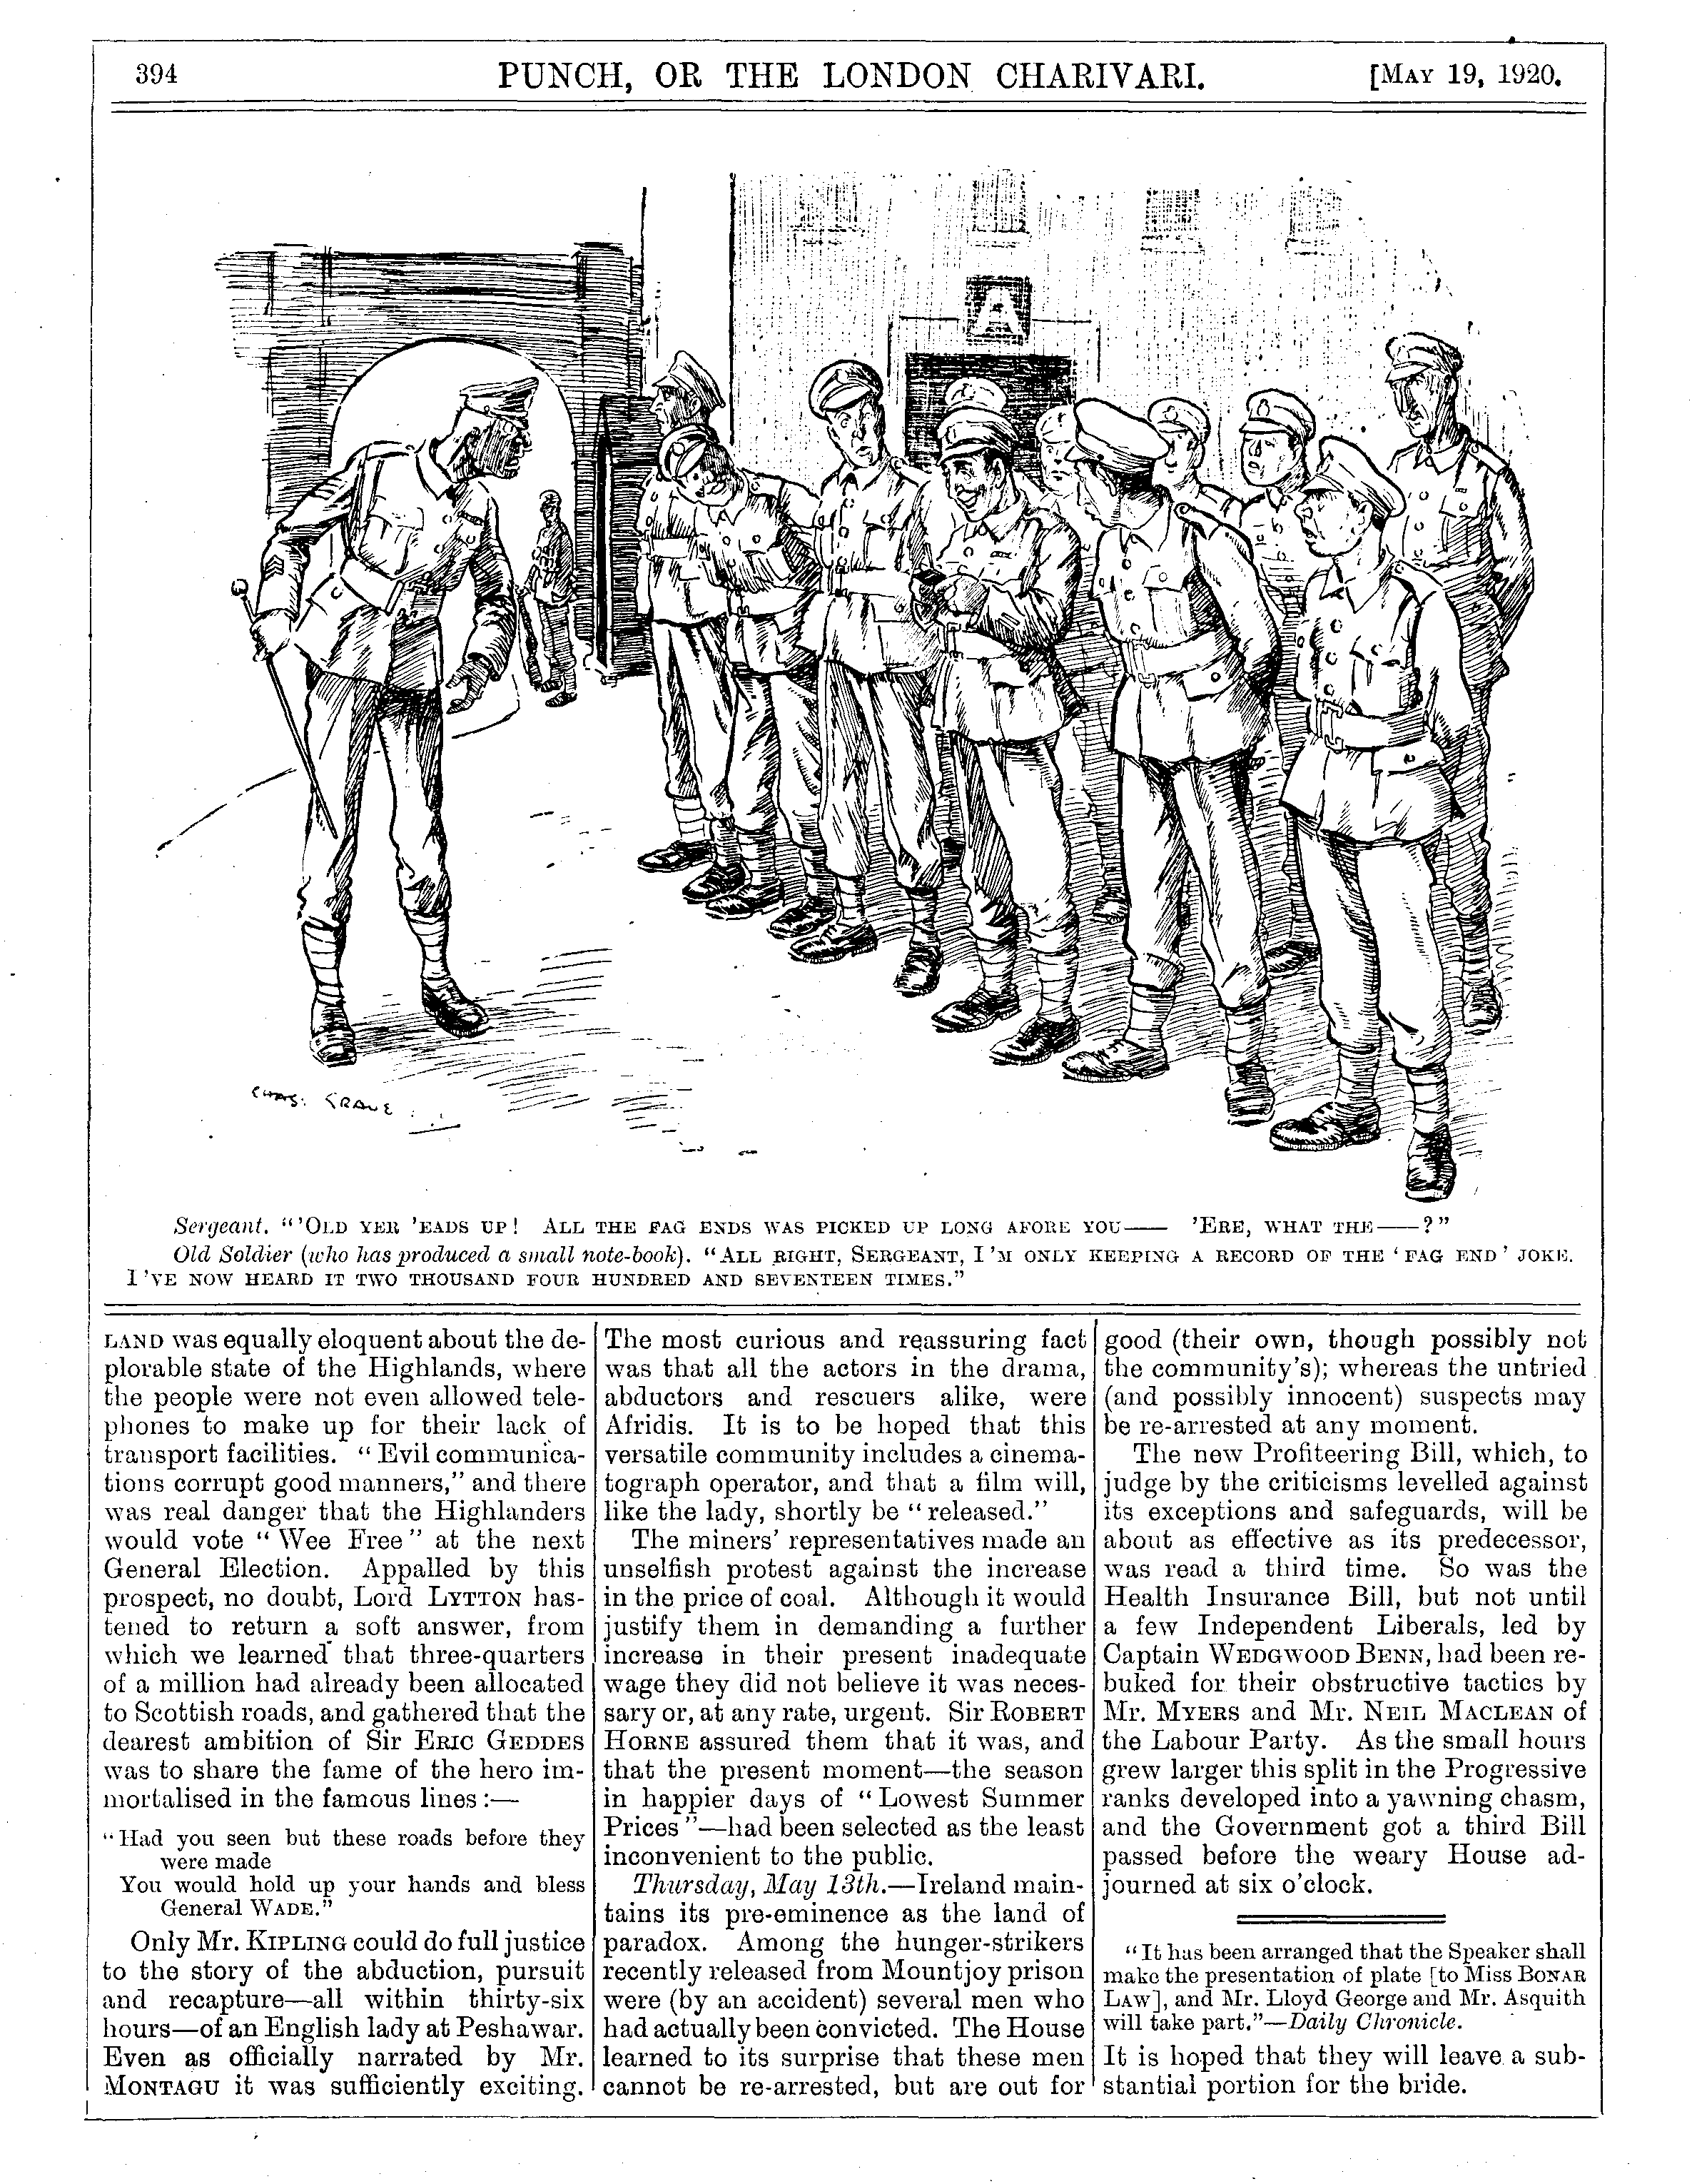 394
PUNCH, OR THE LONDON CHARIVARI.
[MAY 19, 1920.
A
CHAS: GRAVE
Sergeant. "'OLD YER 'EADS UP! ALL THE FAG ENDS WAS PICKED UP LONG AFORE YOU—— 'ERE, WHAT THE——?"
Old Soldier (who has produced a small note-book). "ALL RIGHT, SERGEANT, I'M ONLY KEEPING A RECORD OF THE 'FAG END' JOKE.
I'VE NOW HEARD IT TWO THOUSAND FOUR HUNDRED AND SEVENTEEN TIMES."
LAND was equally eloquent about the de-
plorable state of the Highlands, where
the people were not even allowed tele-
phones to make up for their lack of
transport facilities. "Evil communica-
tions corrupt good manners," and there
was real danger that the Highlanders
would vote "Wee Free" at the next
General Election. Appalled by this
prospect, no doubt, Lord LYTTON has-
tened to return a soft answer, from
which we learned that three-quarters
of a million had already been allocated
to Scottish roads, and gathered that the
dearest ambition of Sir ERIC GEDDES
was to share the fame of the hero im-
mortalised in the famous lines:—
"Had you seen but these roads before they
were made
You would hold up your hands and bless
General WADE."
Only Mr. KIPLING could do full justice
to the story of the abduction, pursuit
and recapture—all within thirty-six
hours—of an English lady at Peshawar.
Even as officially narrated by Mr.
MONTAGU it was sufficiently exciting.
The most curious and reassuring fact
was that all the actors in the drama,
abductors and rescuers alike, were
Afridis. It is to be hoped that this
versatile community includes a cinema-
tograph operator, and that a film will,
like the lady, shortly be "released."
The miners' representatives made an
unselfish protest against the increase
in the price of coal. Although it would
justify them in demanding a further
increase in their present inadequate
wage they did not believe it was neces-
sary or, at any rate, urgent. Sir ROBERT
HORNE assured them that it was, and
that the present moment—the season
in happier days of "Lowest Summer
Prices"—had been selected as the least
inconvenient to the public.
Thursday, May 13th.—Ireland main-
tains its pre-eminence as the land of
paradox. Among the hunger-strikers
recently released from Mountjoy prison
were (by an accident) several men who
had actually been convicted. The House
learned to its surprise that these men
cannot be re-arrested, but are out for
good (their own, though possibly not
the community's); whereas the untried
(and possibly innocent) suspects may
be re-arrested at any moment.
The new Profiteering Bill, which, to
judge by the criticisms levelled against
its exceptions and safeguards, will be
about as effective as its predecessor,
was read a third time. So was the
Health Insurance Bill, but not until
a few Independent Liberals, led by
Captain WEDGWOOD BENN, had been re-
buked for their obstructive tactics by
Mr. MYERS and Mr. NEIL MACLEAN of
the Labour Party. As the small hours
grew larger this split in the Progressive
ranks developed into a yawning chasm,
and the Government got a third Bill
passed before the weary House ad-
journed at six o'clock.
"It has been arranged that the Speaker shall
make the presentation of plate [to Miss BONAR
LAW], and Mr. Lloyd George and Mr. Asquith
will take part."—Daily Chronicle.
It is hoped that they will leave a sub-
stantial portion for the bride.